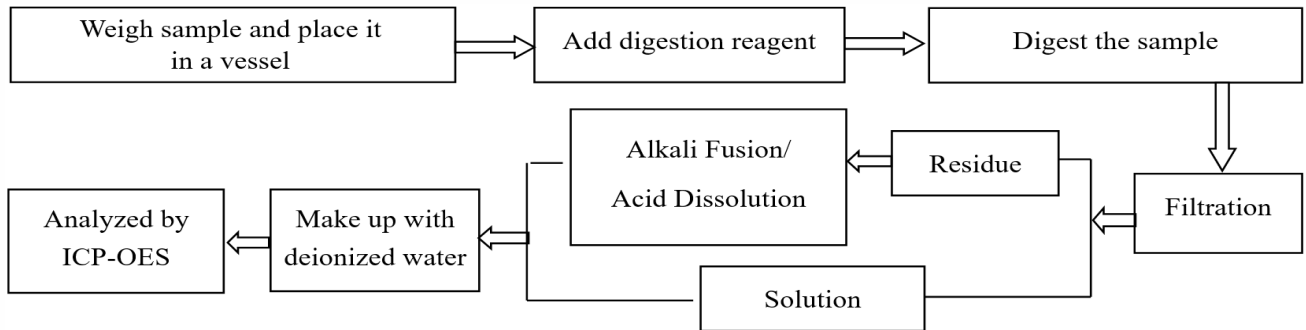 Weigh sample and place it
in a vessel
Add digestion reagent
Digest the sample
Filtration
Residue
Alkali Fusion/
Acid Dissolution
Solution
Make up with
deionized water
Analyzed by
ICP-OES